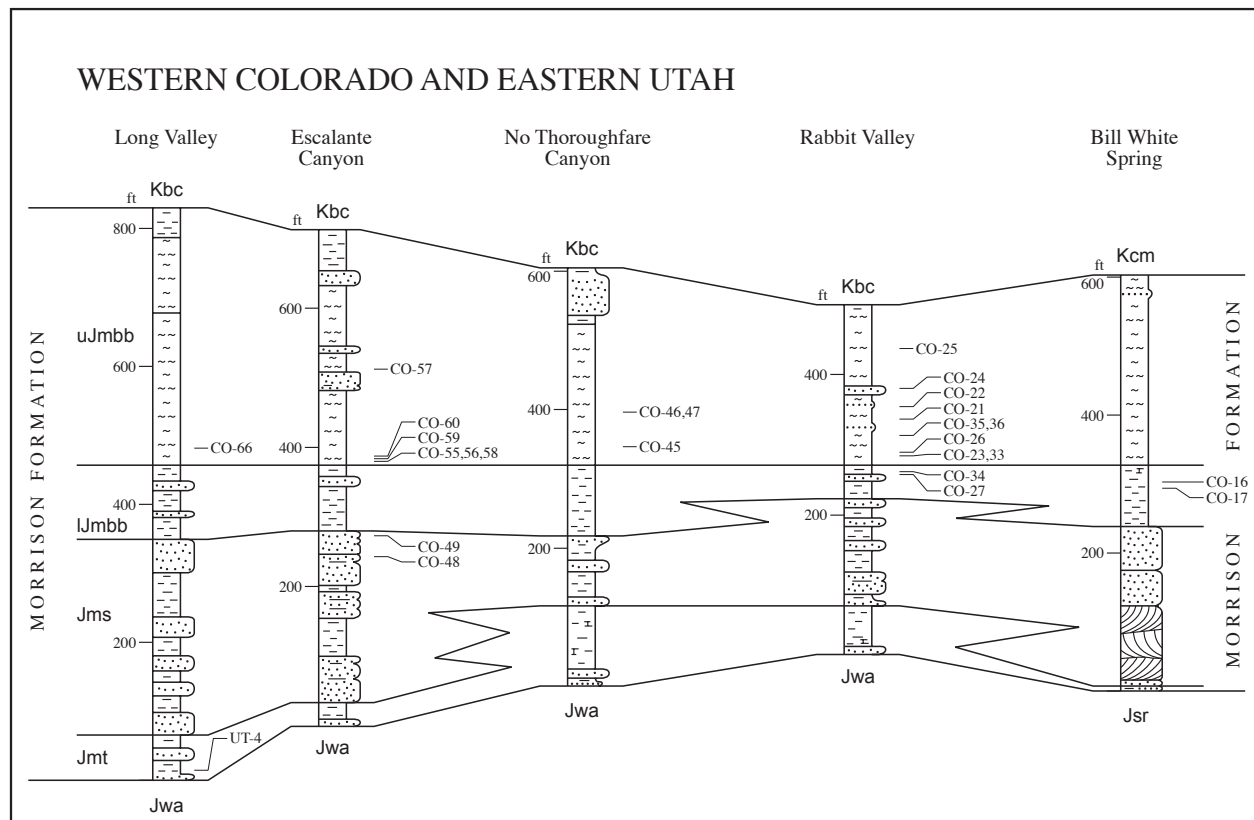 WESTERN COLORADO AND EASTERN UTAH
Long Valley
Escalante
Canyon
No Thoroughfare
Canyon
Rabbit Valley
Bill White
Spring
MORRISON FORMATION
uJmbb
lJmbb
Jms
Jmt
ft
Kbc
800
600
400
200
CO-66
UT-4
Jwa
ft
Kbc
600
400
200
CO-57
CO-60
CO-59
CO-55,56,58
CO-49
CO-48
Jwa
ft
Kbc
600
400
200
CO-46,47
CO-45
Jwa
ft
Kbc
400
200
CO-25
CO-24
CO-22
CO-21
CO-35,36
CO-26
CO-23,33
CO-34
CO-27
Jwa
ft
Kcm
600
400
200
CO-16
CO-17
Jsr
MORRISON FORMATION